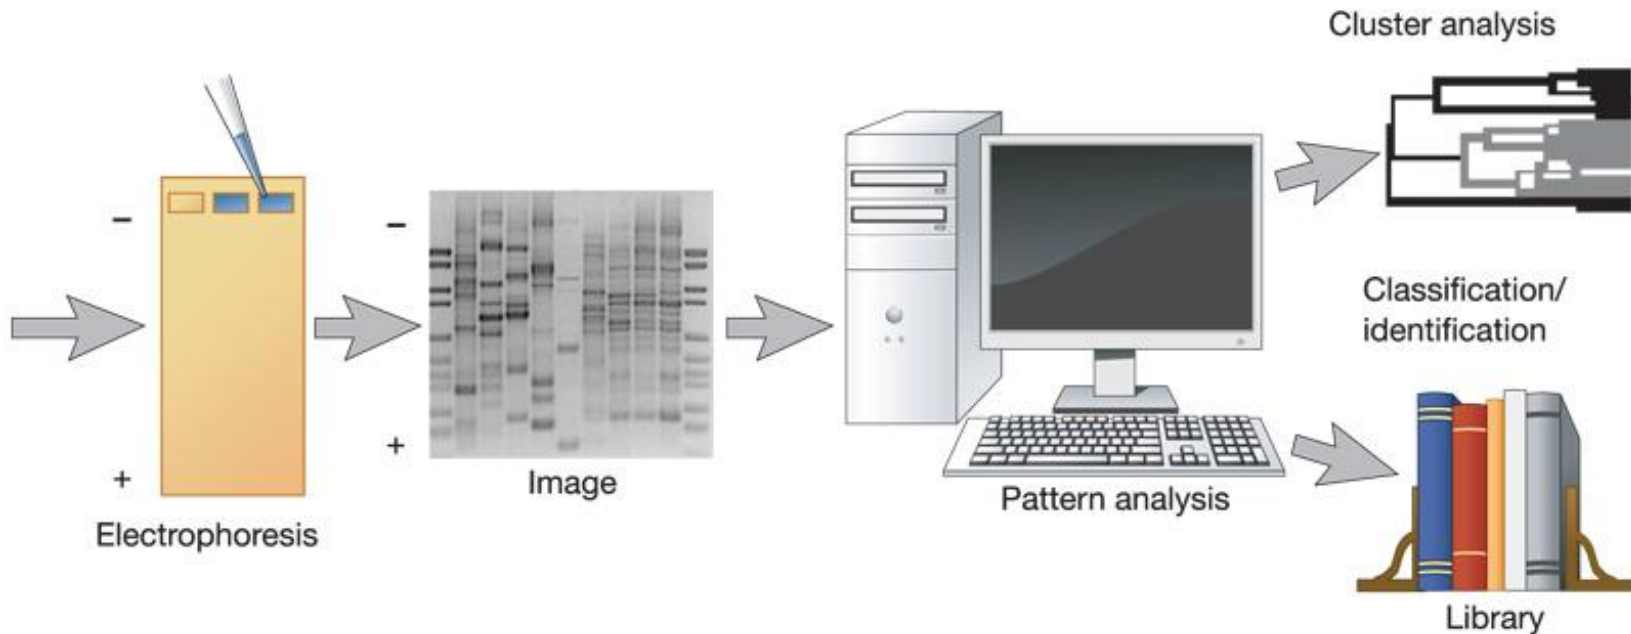 Cluster analysis
–
–
+
+
Electrophoresis
Image
Pattern analysis
Classification/
identification
Library